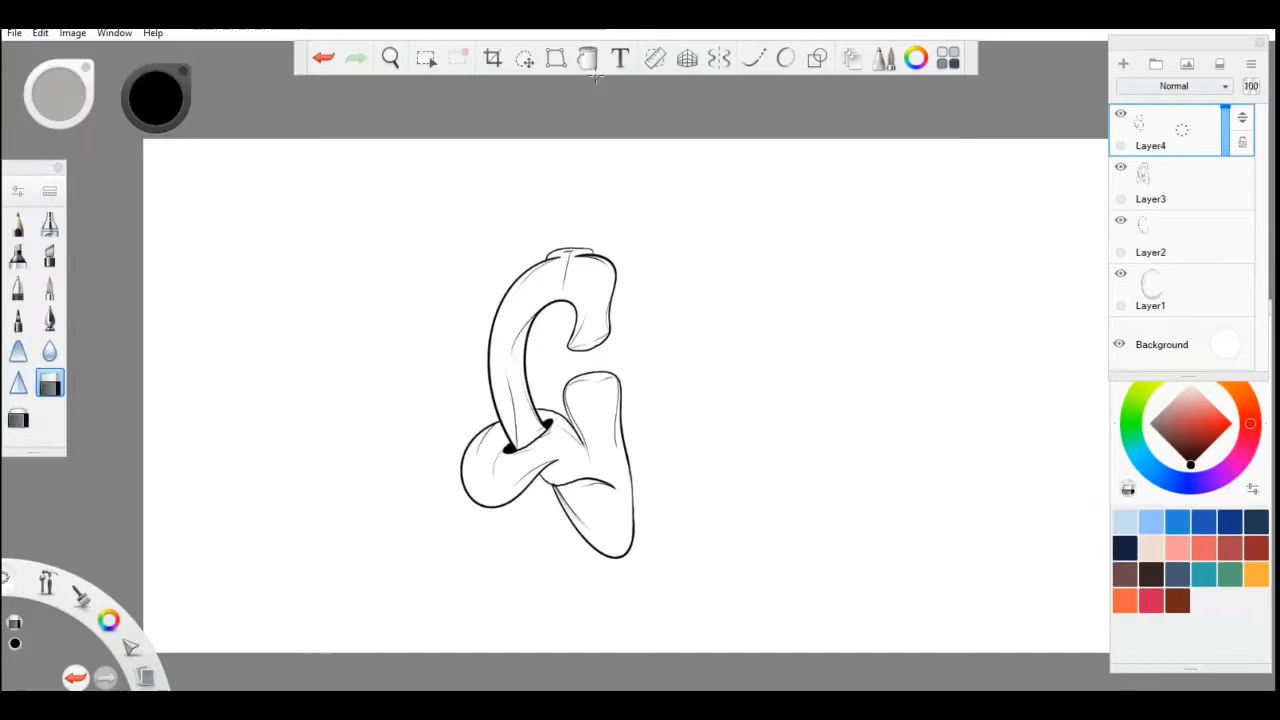 File Edit Image Window Help
Normal 100
Layer4
Layer3
Layer2
Layer1
Background